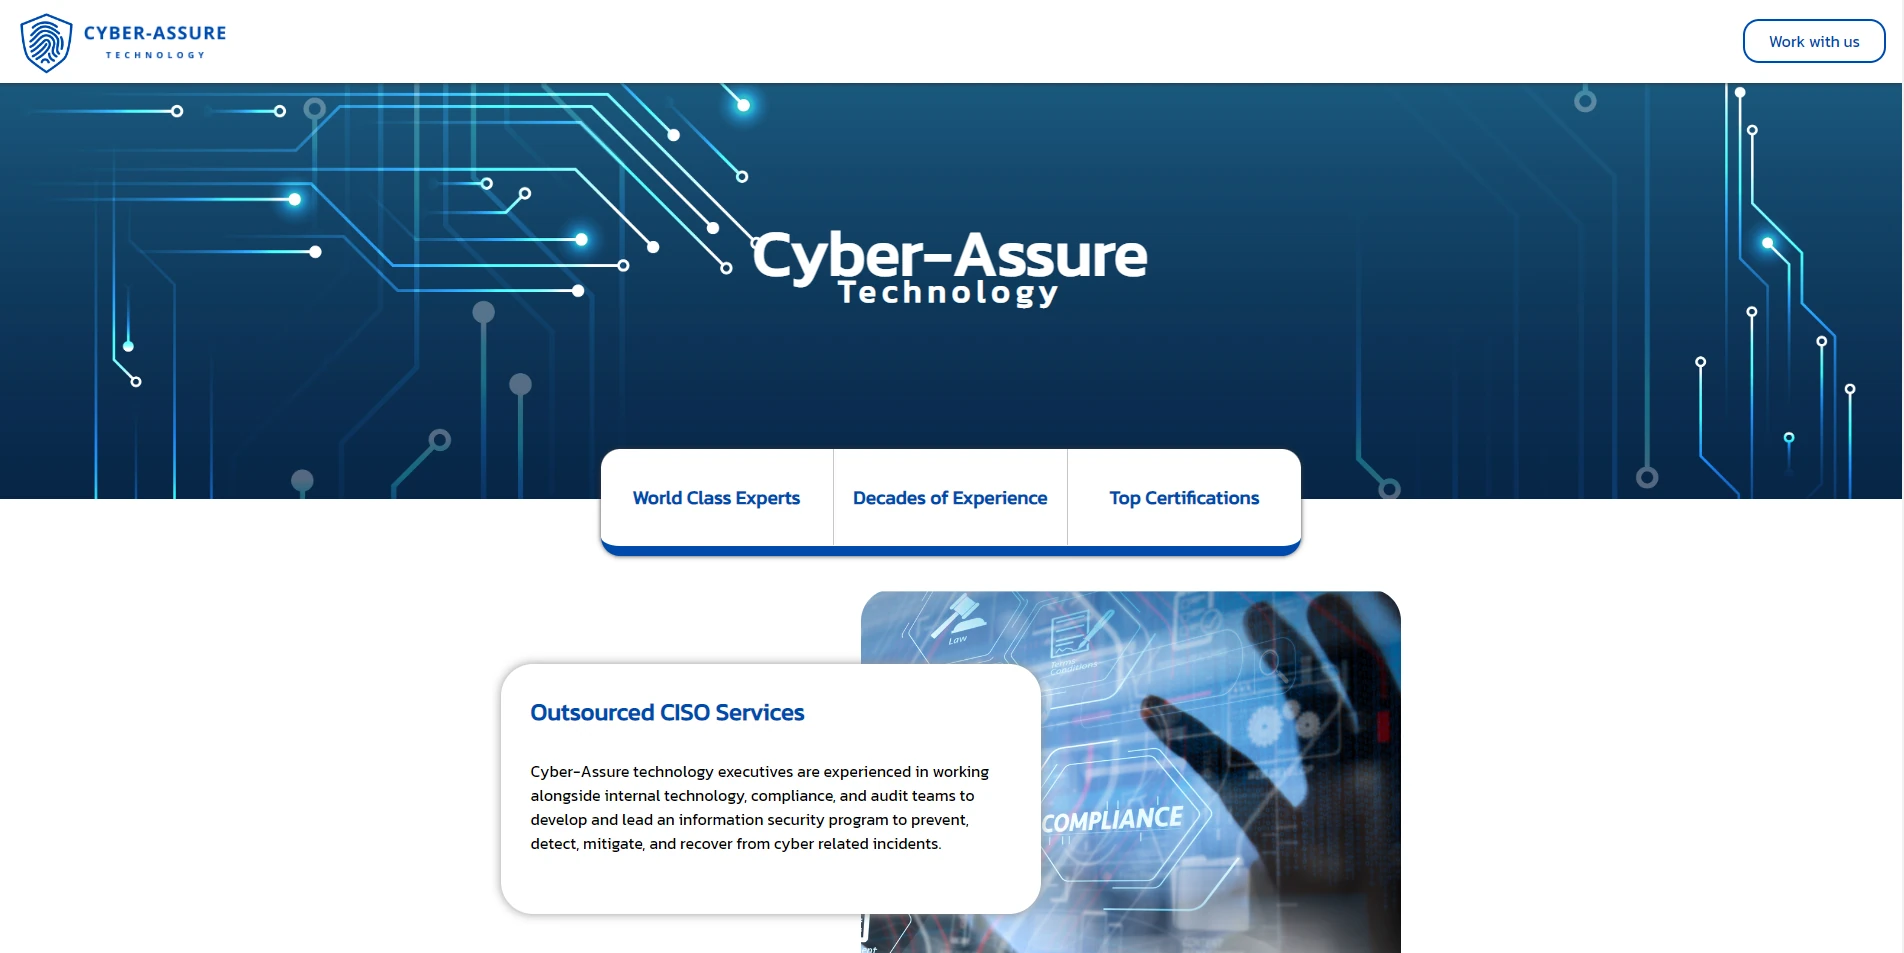 CYBER-ASSURE
TECHNOLOGY
Work with us
Cyber-Assure
Technology
World Class Experts
Decades of Experience
Top Certifications
Law
Terms
Conditions
Outsourced CISO Services
Cyber-Assure technology executives are experienced in working
alongside internal technology, compliance, and audit teams to
develop and lead an information security program to prevent,
detect, mitigate, and recover from cyber related incidents.
COMPLIANCE